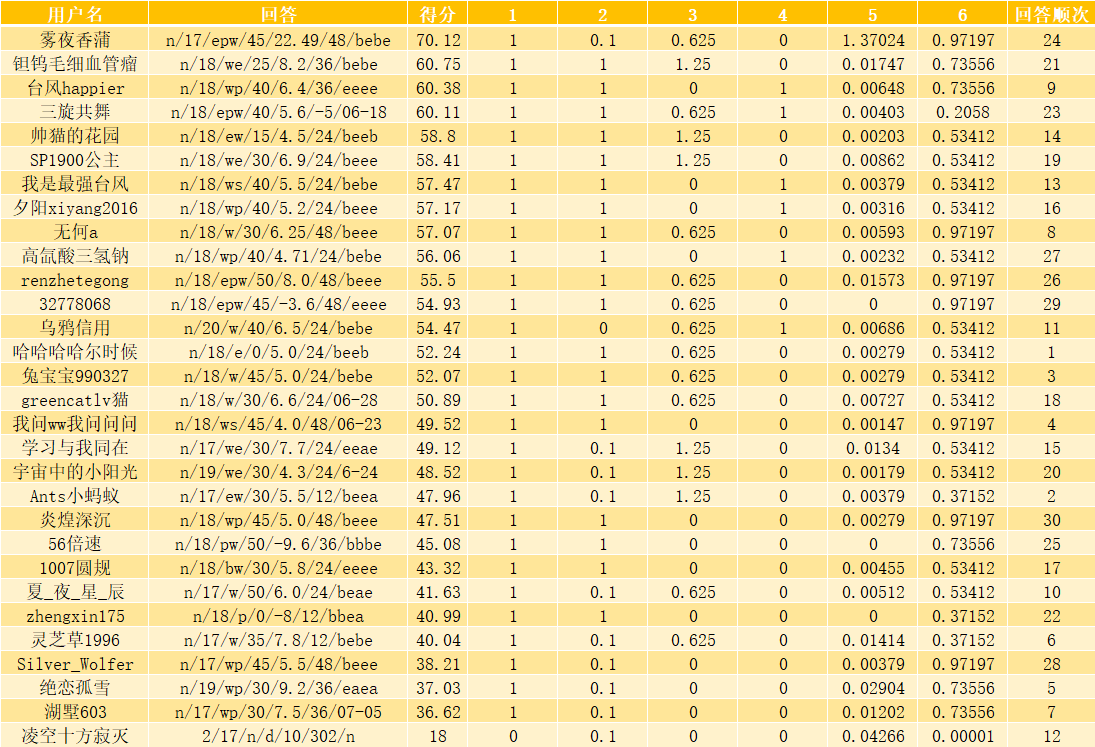 用户名 回答 得分 1 2 3 4 5 6 回答顺次
雾夜香蒲 n/17/epw/45/22.49/48/bebe 70.12 1 0.1 0.625 0 1.37024 0.97197 24
钽钨毛细血管瘤 n/18/we/25/8.2/36/bebe 60.75 1 1 1.25 0 0.01747 0.73556 21
台风happier n/18/wp/40/6.4/36/eeee 60.38 1 1 0 1 0.00648 0.73556 9
三旋共舞 n/18/epw/40/5.6/-5/06-18 60.11 1 1 0.625 1 0.00403 0.2058 23
帅猫的花园 n/18/ew/15/4.5/24/beeb 58.8 1 1 1.25 0 0.00203 0.53412 14
SP1900公主 n/18/we/30/6.9/24/beee 58.41 1 1 1.25 0 0.00862 0.53412 19
我是最强台风 n/18/ws/40/5.5/24/bebe 57.47 1 1 0 1 0.00379 0.53412 13
夕阳xiyang2016 n/18/wp/40/5.2/24/beee 57.17 1 1 0 1 0.00316 0.53412 16
无何a n/18/w/30/6.25/48/beee 57.07 1 1 0.625 0 0.00593 0.97197 8
高氙酸三氢钠 n/18/wp/40/4.71/24/bebe 56.06 1 1 0 1 0.00232 0.53412 27
renzhetegong n/18/epw/50/8.0/48/beee 55.5 1 1 0.625 0 0.01573 0.97197 26
32778068 n/18/epw/45/-3.6/48/eeee 54.93 1 1 0.625 0 0 0.97197 29
乌鸦信用 n/20/w/40/6.5/24/bebe 54.47 1 0 0.625 1 0.00686 0.53412 11
哈哈哈哈尔时候 n/18/e/0/5.0/24/beeb 52.24 1 1 0.625 0 0.00279 0.53412 1
兔宝宝990327 n/18/w/45/5.0/24/bebe 52.07 1 1 0.625 0 0.00279 0.53412 3
greencatlv猫 n/18/w/30/6.6/24/06-28 50.89 1 1 0.625 0 0.00727 0.53412 18
我问ww我问问问 n/18/ws/45/4.0/48/06-23 49.52 1 1 0 0 0.00147 0.97197 4
学习与我同在 n/17/we/30/7.7/24/eeae 49.12 1 0.1 1.25 0 0.0134 0.53412 15
宇宙中的小阳光 n/19/we/30/4.3/24/6-24 48.52 1 0.1 1.25 0 0.00179 0.53412 20
Ants小蚂蚁 n/17/ew/30/5.5/12/beea 47.96 1 0.1 1.25 0 0.00379 0.37152 2
炎煌深沉 n/18/wp/45/5.0/48/beee 47.51 1 1 0 0 0.00279 0.97197 30
56倍速 n/18/pw/50/-9.6/36/bbbe 45.08 1 1 0 0 0 0.73556 25
1007圆规 n/18/bw/30/5.8/24/eeee 43.32 1 1 0 0 0.00455 0.53412 17
夏_夜_星_辰 n/17/w/50/6.0/24/beae 41.63 1 0.1 0.625 0 0.00512 0.53412 10
zhengxin175 n/18/p/0/-8/12/bbea 40.99 1 1 0 0 0 0.37152 22
灵芝草1996 n/17/w/35/7.8/12/bebe 40.04 1 0.1 0.625 0 0.01414 0.37152 6
Silver_Wolfer n/17/wp/45/5.5/48/beee 38.21 1 0.1 0 0 0.00379 0.97197 28
绝恋孤雪 n/19/wp/30/9.2/36/eaea 37.03 1 0.1 0 0 0.02904 0.73556 5
湖墅603 n/17/wp/30/7.5/36/07-05 36.62 1 0.1 0 0 0.01202 0.73556 7
凌空十方寂灭 2/17/n/d/10/302/n 18 0 0.1 0 0 0.04266 0.00001 12